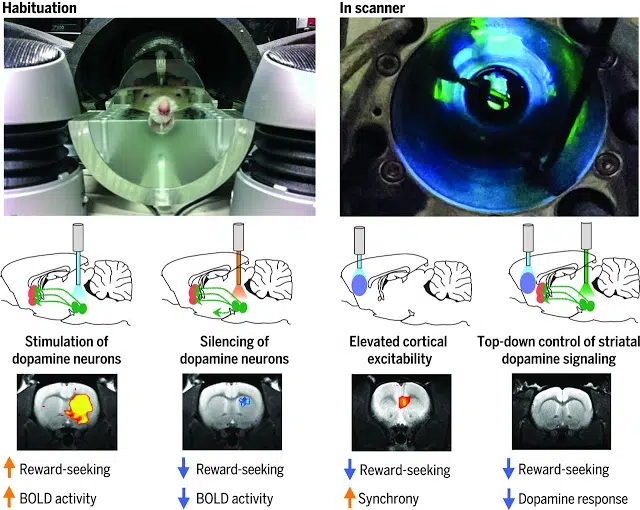 Habituation
In scanner
Stimulation of
dopamine neurons
Silencing of
dopamine neurons
Elevated cortical
excitability
Top-down control of striatal
dopamine signaling
Reward-seeking
BOLD activity
Reward-seeking
BOLD activity
Reward-seeking
Synchrony
Reward-seeking
Dopamine response